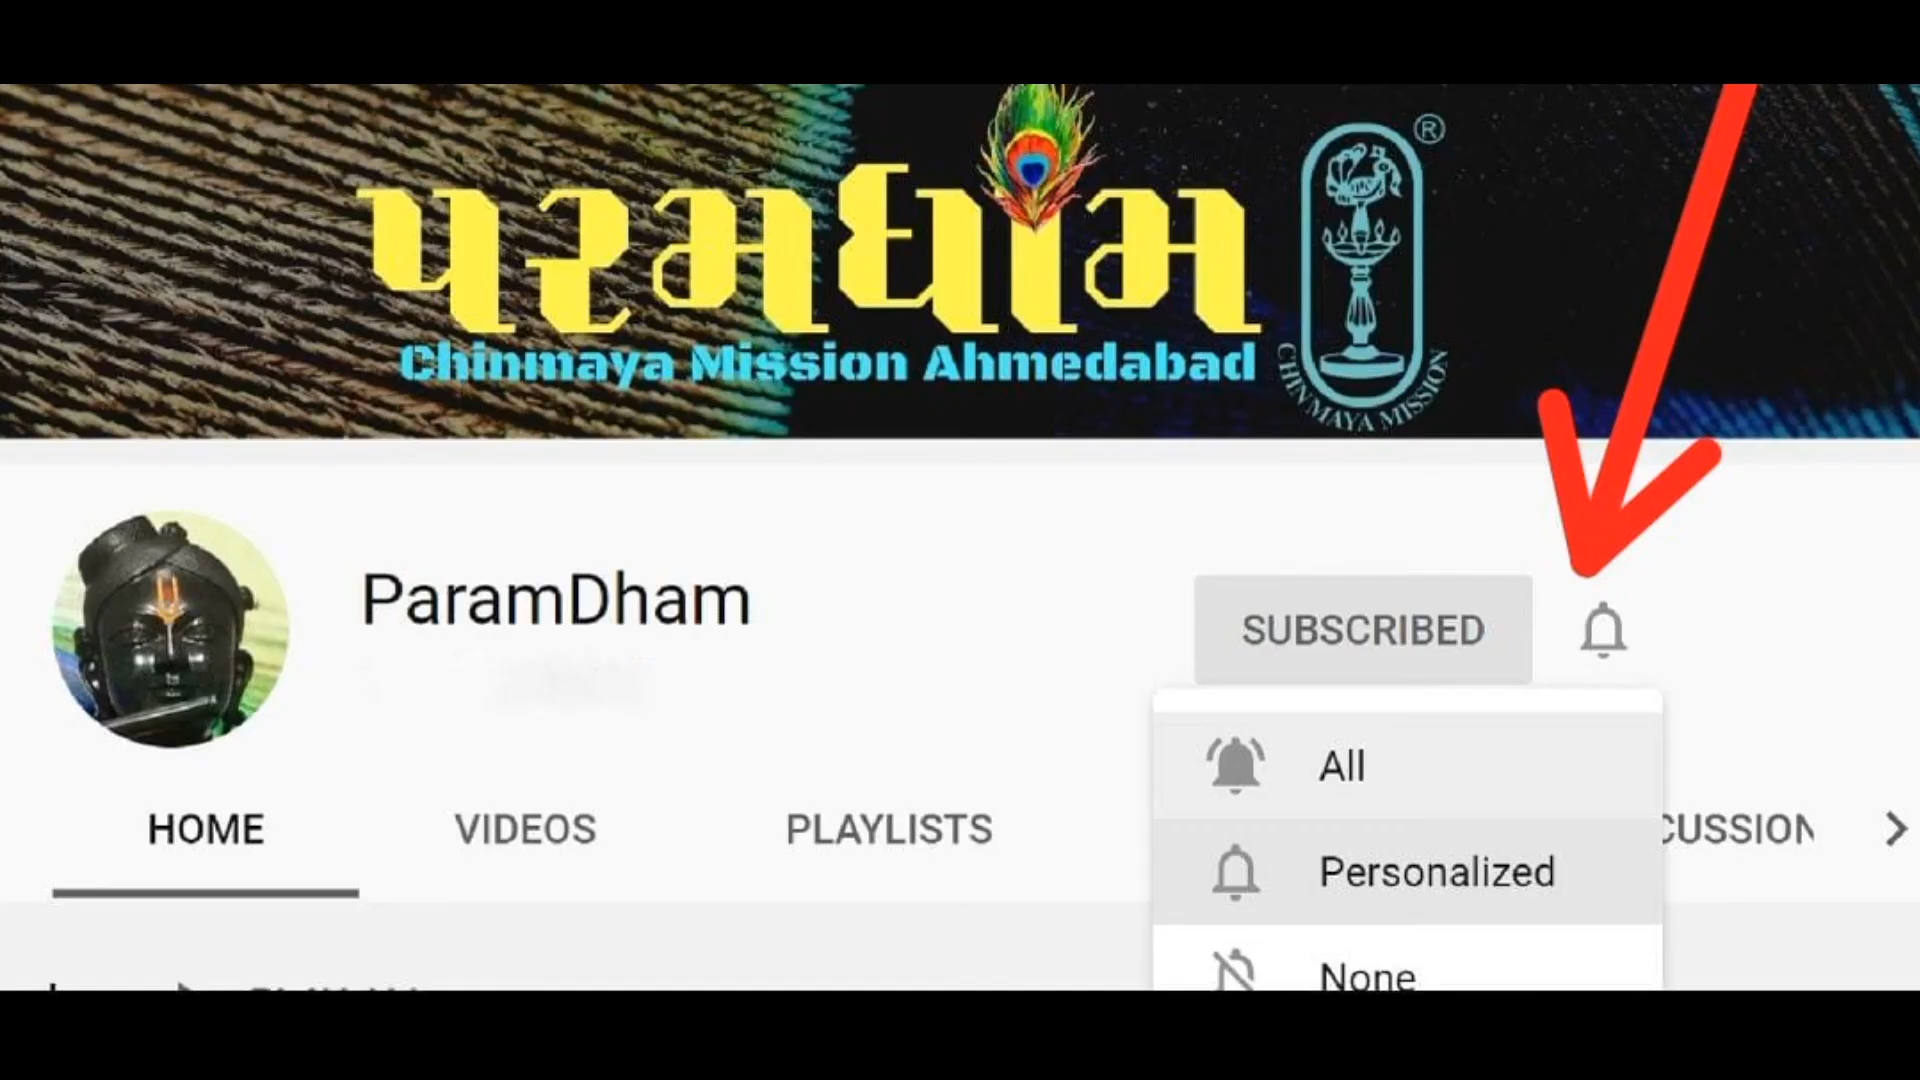 પરમધામ
Chinmaya Mission Ahmedabad
®
CHINMAYA MISSION
ParamDham
SUBSCRIBED
All
HOME
VIDEOS
PLAYLISTS
CUSSION
Personalized
None